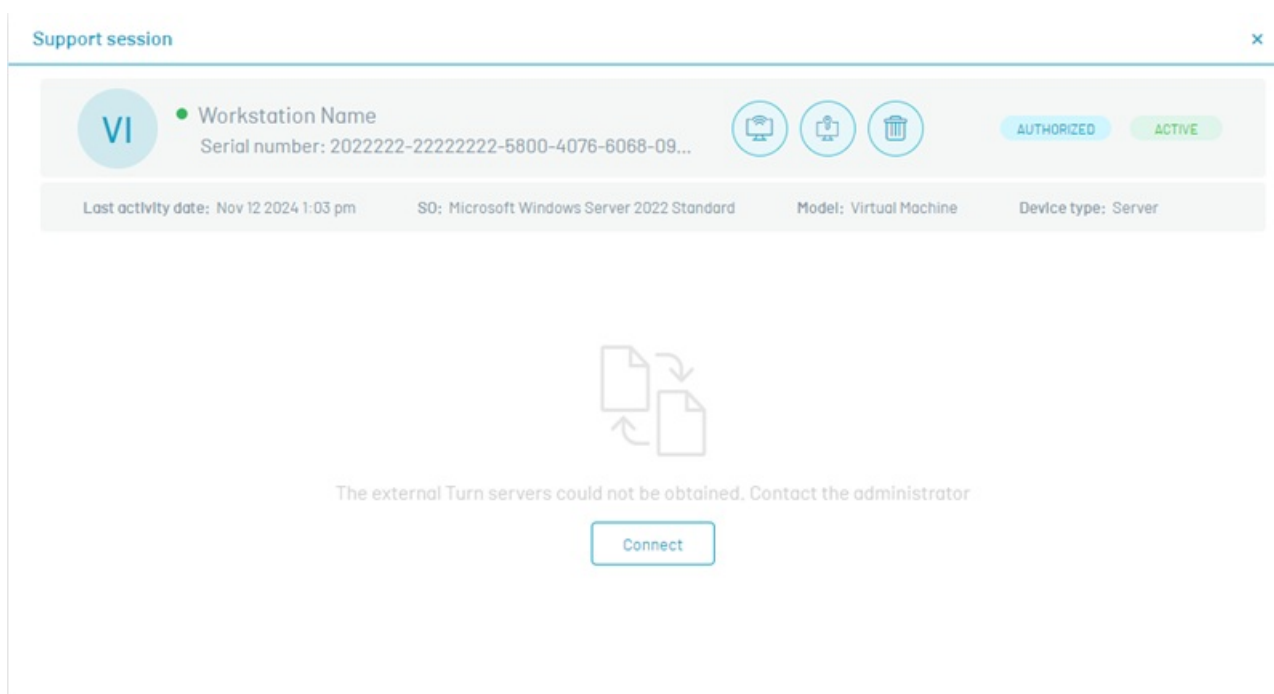 Support session
VI
Workstation Name
Serial number: 2022222-22222222-5800-4076-6068-09...
AUTHORIZED
ACTIVE
Last activity date: Nov 12 2024 1:03 pm
SO: Microsoft Windows Server 2022 Standard
Model: Virtual Machine
Device type: Server
The external Turn servers could not be obtained. Contact the administrator
Connect